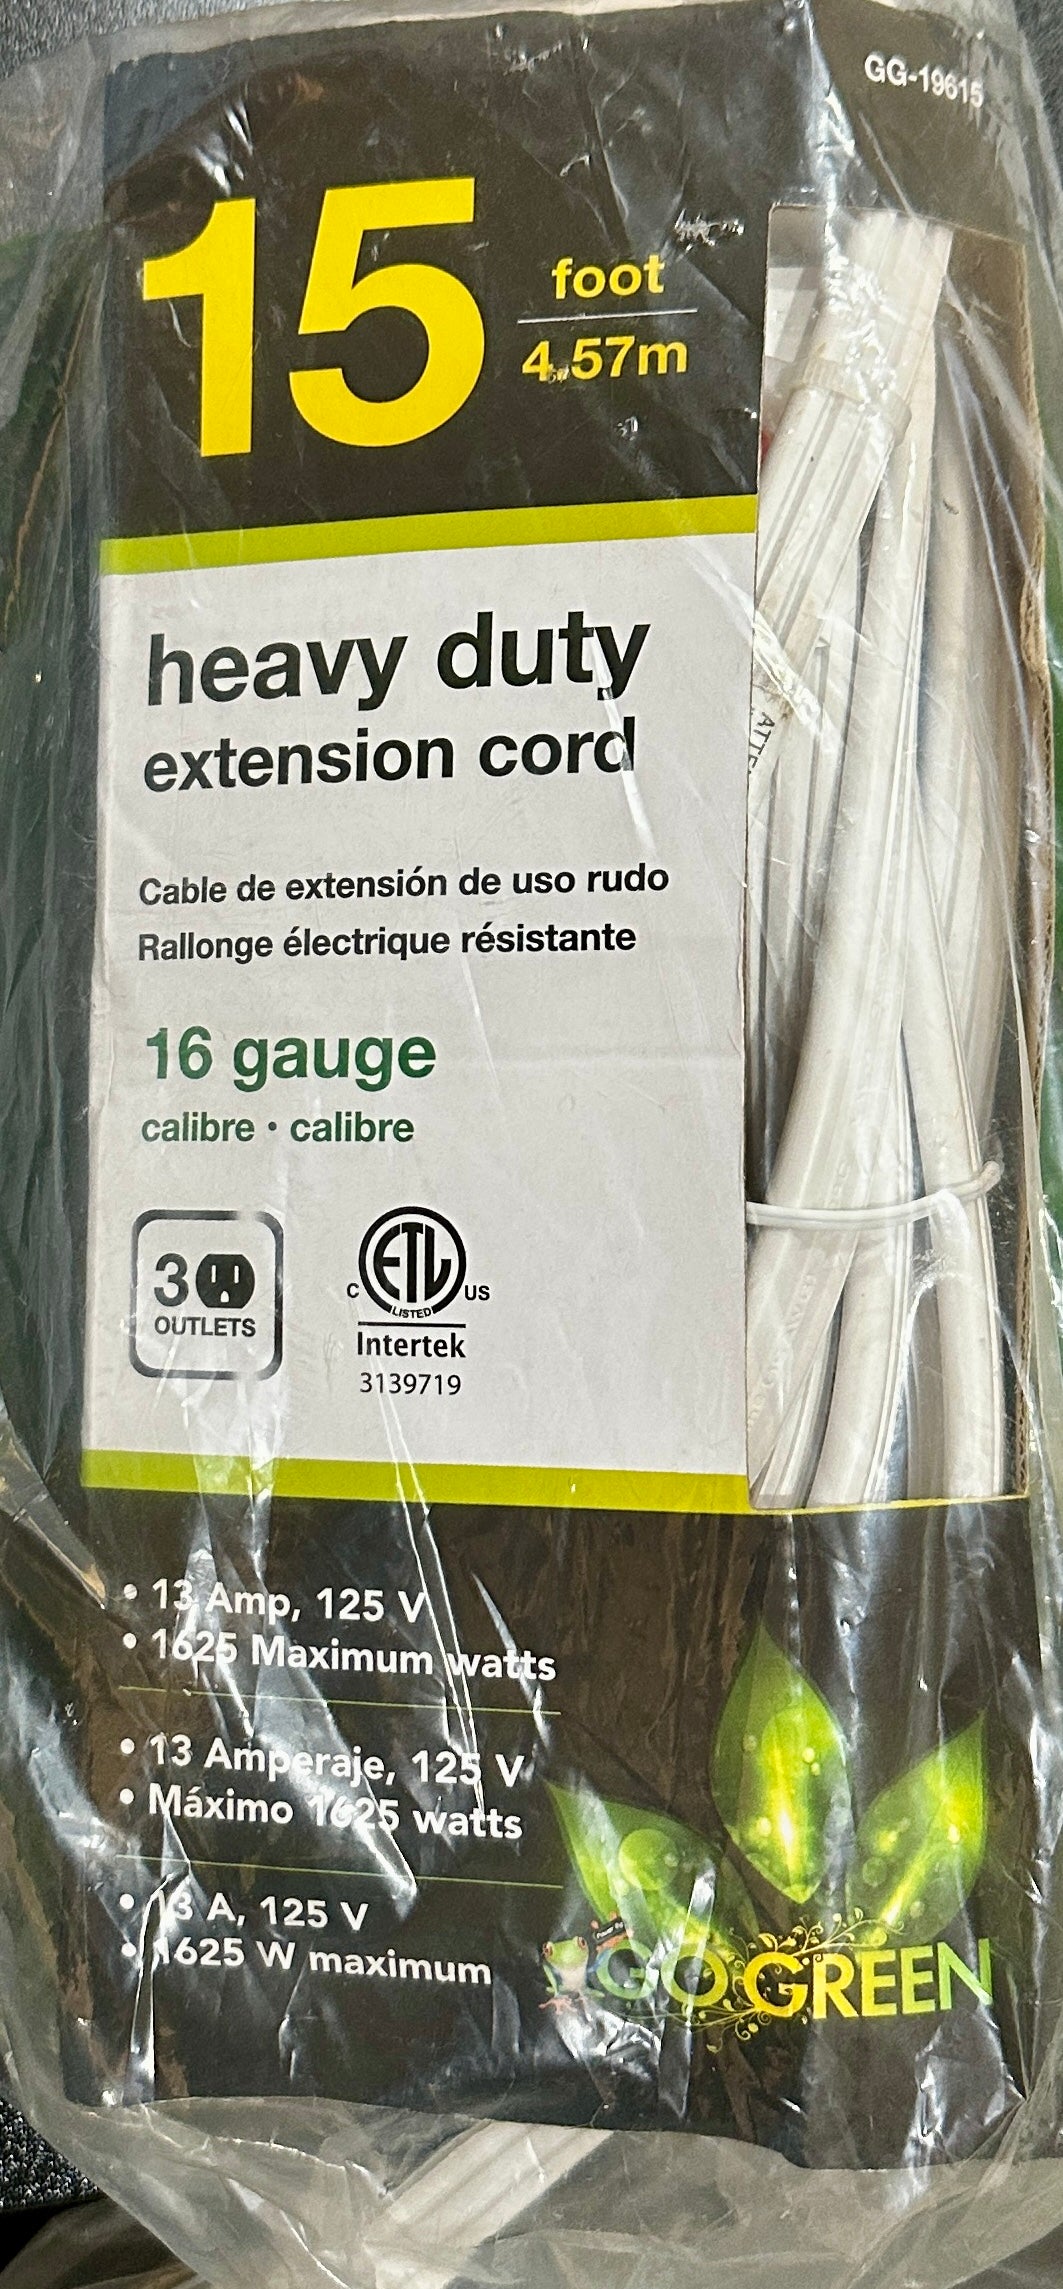 GG-19615
15
foot
4.57m
heavy duty
extension cord
Cable de extensión de uso rudo
Rallonge électrique résistante
16 gauge
calibre • calibre
3
OUTLETS
C ETL US
LISTED
Intertek
3139719
• 13 Amp, 125 V
• 1625 Maximum watts
• 13 Amperaje, 125 V
• Máximo 1625 watts
• 13 A, 125 V
• 1625 W maximum
GOGREEN